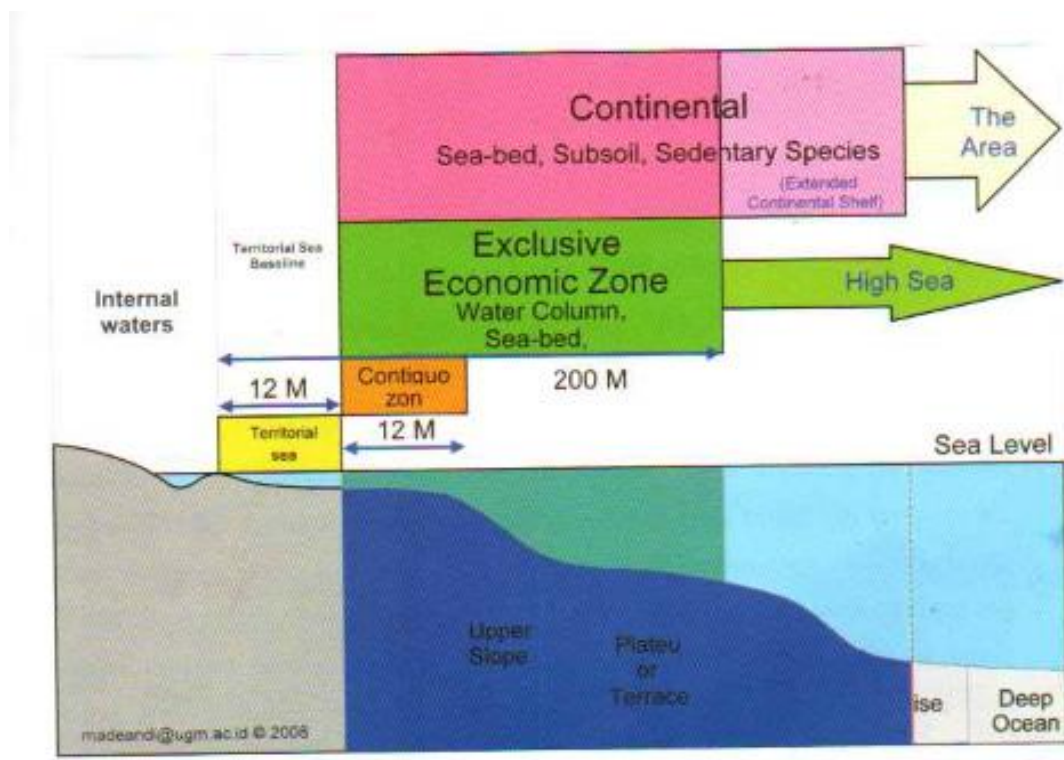 Continental
Sea-bed, Subsoil, Sedentary Species
(Extended
Continental Shelf)
The
Area
Territorial Sea
Baseline
Exclusive
Economic Zone
Water Column,
Sea-bed,
High Sea
Internal
waters
12 M
Contiquo
zon
200 M
Territorial
sea
12 M
Sea Level
Upper
Slope
Plateu
or
Terrace
ise
Deep
Ocean
madeandi@ugm.ac.id © 2006